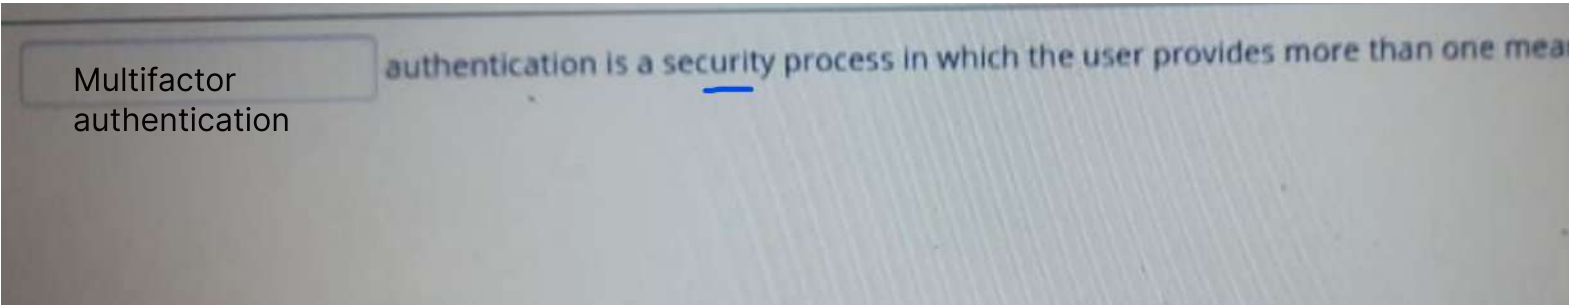 Multifactor
authentication
authentication is a security process in which the user provides more than one